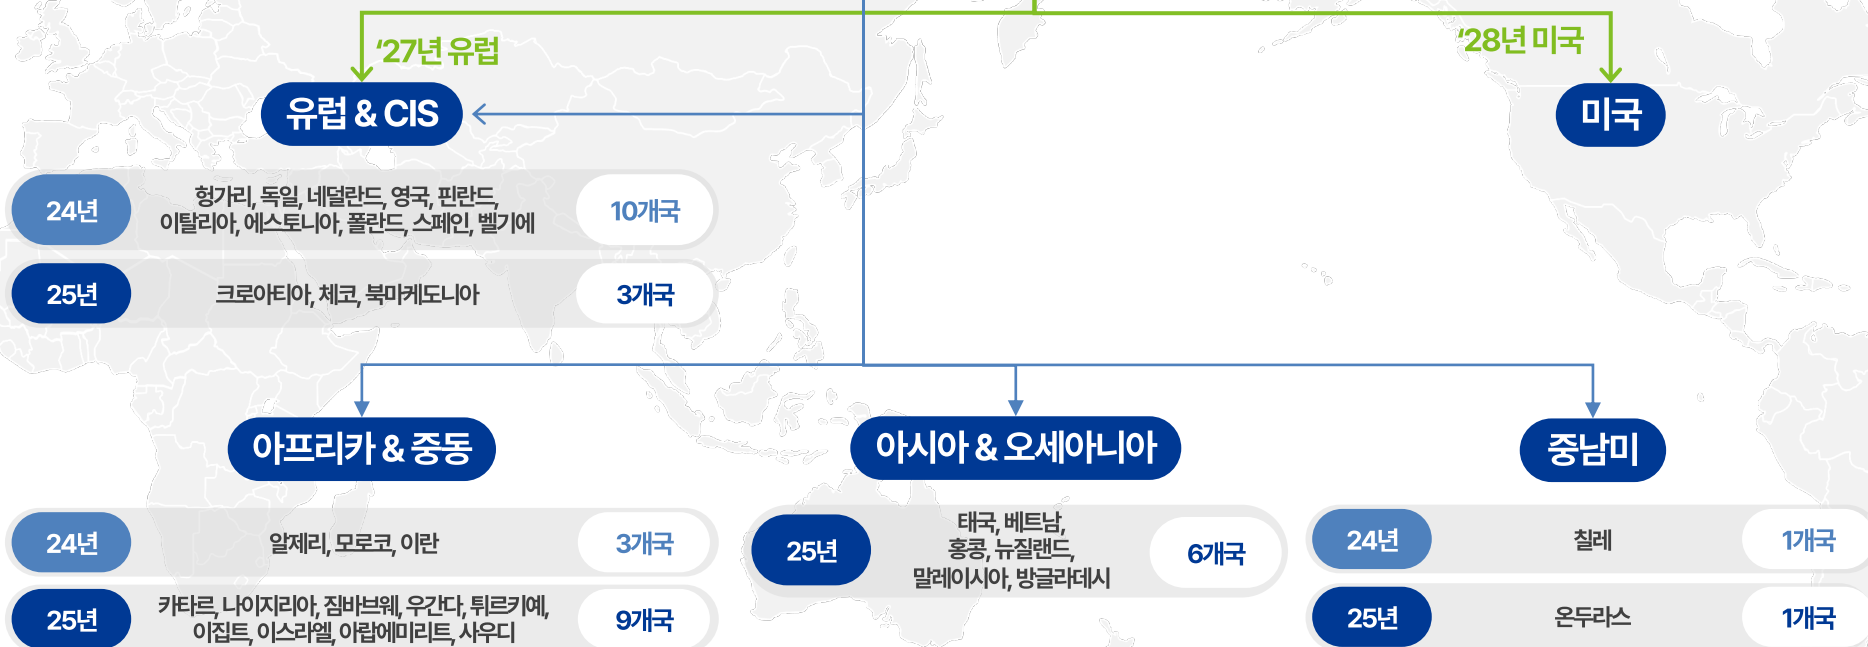 ‘27년 유럽
‘28년 미국
유럽 & CIS
미국
24년
헝가리, 독일, 네덜란드, 영국, 핀란드,
이탈리아, 에스토니아, 폴란드, 스페인, 벨기에
10개국
25년
크로아티아, 체코, 북마케도니아
3개국
아프리카 & 중동
아시아 & 오세아니아
중남미
24년
알제리, 모로코, 이란
3개국
25년
카타르, 나이지리아, 짐바브웨, 우간다, 튀르키예,
이집트, 이스라엘, 아랍에미리트, 사우디
9개국
25년
태국, 베트남,
홍콩, 뉴질랜드,
말레이시아, 방글라데시
6개국
24년
칠레
1개국
25년
온두라스
1개국